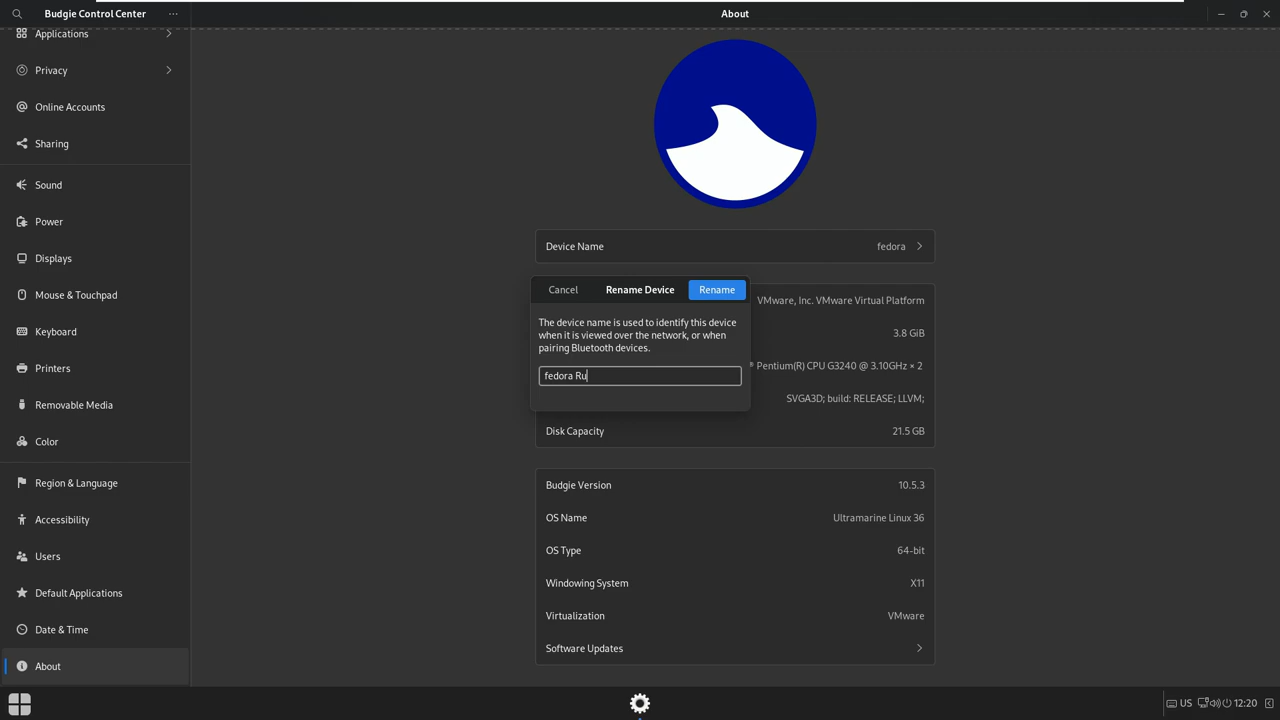 Budgie Control Center
About
Applications
Privacy
Online Accounts
Sharing
Sound
Power
Displays
Mouse & Touchpad
Keyboard
Printers
Removable Media
Color
Region & Language
Accessibility
Users
Default Applications
Date & Time
About
Device Name fedora
Cancel Rename Device Rename
The device name is used to identify this device
when it is viewed over the network, or when
pairing Bluetooth devices.
fedora Ru
VMware, Inc. VMware Virtual Platform
3.8 GiB
® Pentium(R) CPU G3240 @ 3.10GHz × 2
SVGA3D; build: RELEASE; LLVM;
Disk Capacity 21.5 GB
Budgie Version 10.5.3
OS Name Ultramarine Linux 36
OS Type 64-bit
Windowing System X11
Virtualization VMware
Software Updates
US 12:20